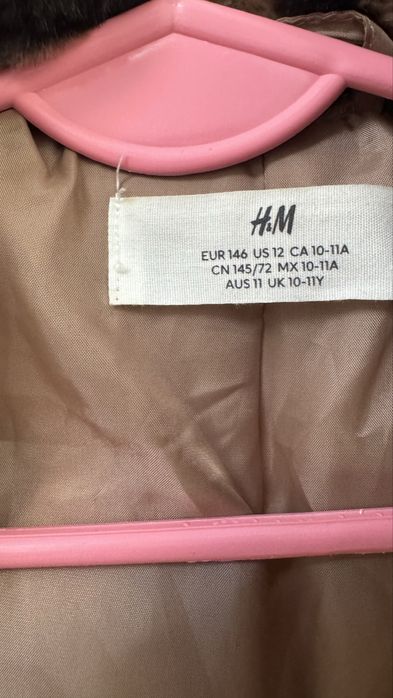 H&M
EUR 146 US 12 CA 10-11A
CN 145/72 MX 10-11A
AUS 11 UK 10-11Y